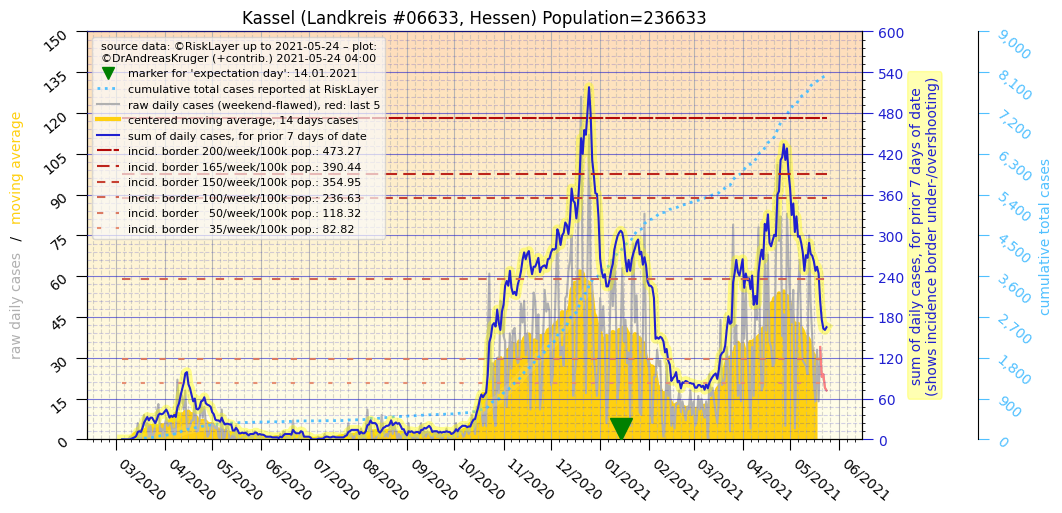 Kassel (Landkreis #06633, Hessen) Population=236633
source data: ©RiskLayer up to 2021-05-24 – plot:
©DrAndreasKruger (+contrib.) 2021-05-24 04:00
marker for 'expectation day': 14.01.2021
cumulative total cases reported at RiskLayer
raw daily cases (weekend-flawed), red: last 5
centered moving average, 14 days cases
sum of daily cases, for prior 7 days of date
incid. border 200/week/100k pop.: 473.27
incid. border 165/week/100k pop.: 390.44
incid. border 150/week/100k pop.: 354.95
incid. border 100/week/100k pop.: 236.63
incid. border 50/week/100k pop.: 118.32
incid. border 35/week/100k pop.: 82.82
raw daily cases / moving average
150
135
120
105
90
75
60
45
30
15
0
03/2020
04/2020
05/2020
06/2020
07/2020
08/2020
09/2020
10/2020
11/2020
12/2020
01/2021
02/2021
03/2021
04/2021
05/2021
06/2021
600
540
480
420
360
300
240
180
120
60
0
sum of daily cases, for prior 7 days of date
(shows incidence border under-/overshooting)
9,000
8,100
7,200
6,300
5,400
4,500
3,600
2,700
1,800
900
0
cumulative total cases